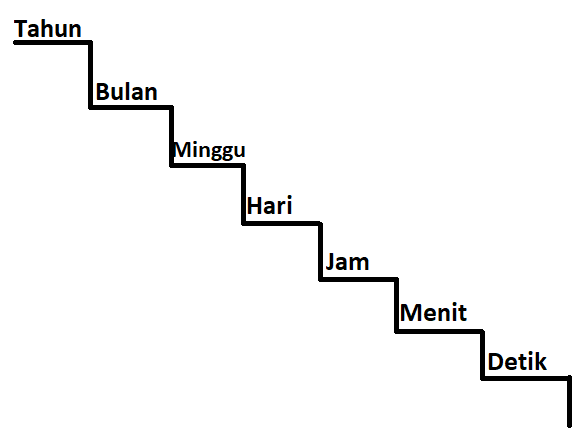 Tahun
Bulan
Minggu
Hari
Jam
Menit
Detik